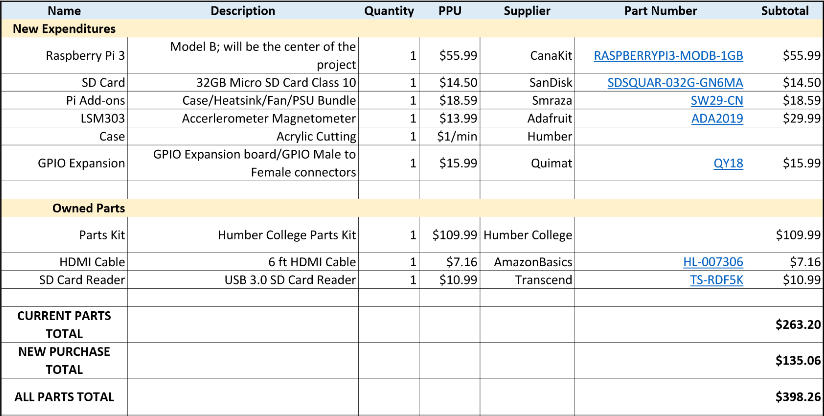 Name Description Quantity PPU Supplier Part Number Subtotal
New Expenditures
Raspberry Pi 3 Model B; will be the center of the project 1 $55.99 CanaKit RASPBERRYPI3-MODB-1GB $55.99
SD Card 32GB Micro SD Card Class 10 1 $14.50 SanDisk SDSQUAR-032G-GN6MA $14.50
Pi Add-ons Case/Heatsink/Fan/PSU Bundle 1 $18.59 Smraza SW29-CN $18.59
LSM303 Accerlerometer Magnetometer 1 $13.99 Adafruit ADA2019 $29.99
Case Acrylic Cutting 1 $1/min Humber
GPIO Expansion GPIO Expansion board/GPIO Male to Female connectors 1 $15.99 Quimat QY18 $15.99
Owned Parts
Parts Kit Humber College Parts Kit 1 $109.99 Humber College $109.99
HDMI Cable 6 ft HDMI Cable 1 $7.16 AmazonBasics HL-007306 $7.16
SD Card Reader USB 3.0 SD Card Reader 1 $10.99 Transcend TS-RDF5K $10.99
CURRENT PARTS TOTAL $263.20
NEW PURCHASE TOTAL $135.06
ALL PARTS TOTAL $398.26